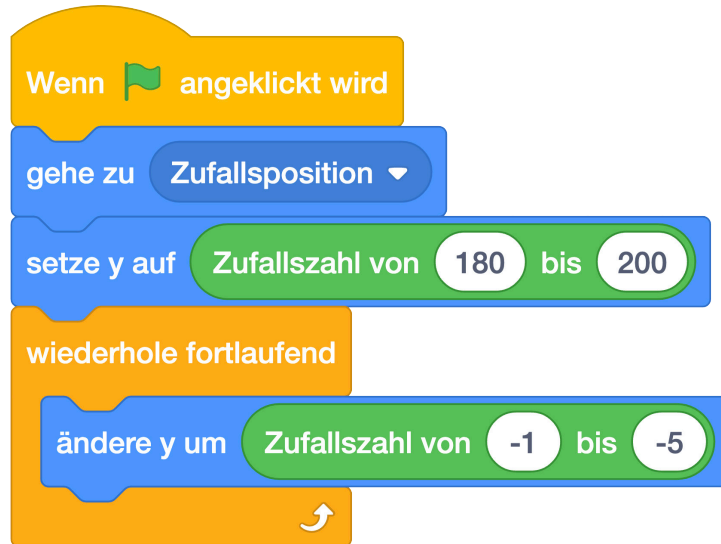 Wenn angeklickt wird
gehe zu Zufallsposition
setze y auf Zufallszahl von 180 bis 200
wiederhole fortlaufend
ändere y um Zufallszahl von -1 bis -5